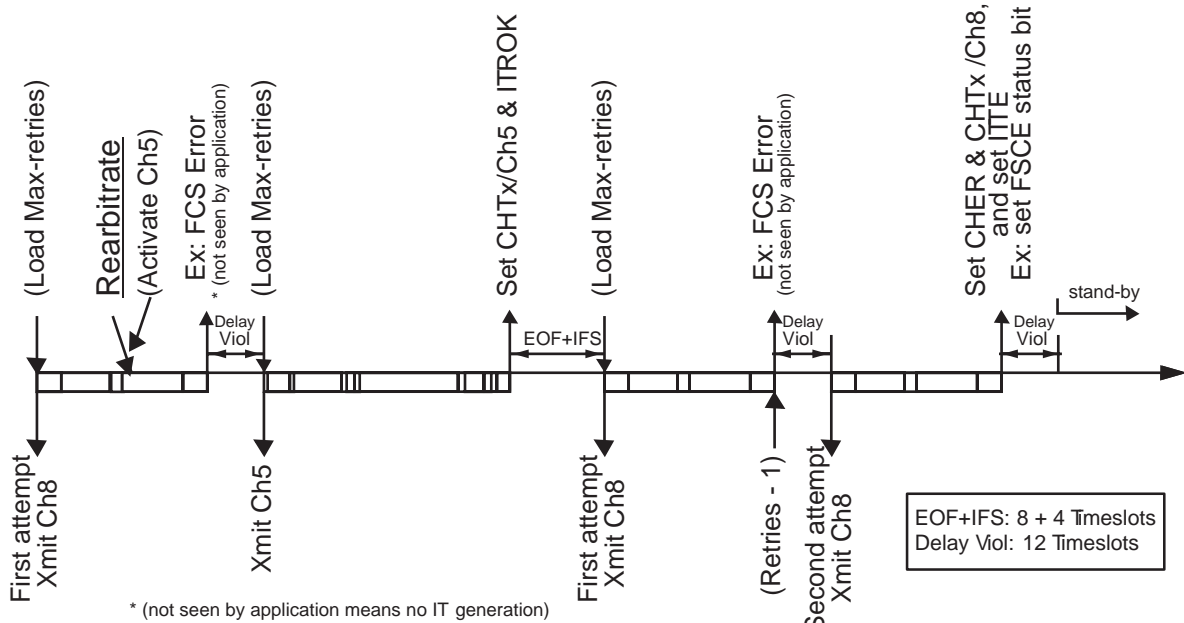 (Load Max-retries)
Rearbitrate
(Activate Ch5)
Ex: FCS Error
* (not seen by application)
(Load Max-retries)
Set CHTx/Ch5 & ITROK
(Load Max-retries)
Ex: FCS Error
(not seen by application)
Set CHER & CHTx /Ch8,
and set ITTE
Ex: set FSCE status bit
Delay
Viol
EOF+IFS
Delay
Viol
Delay
Viol
stand-by
First attempt
Xmit Ch8
Xmit Ch5
First attempt
Xmit Ch8
(Retries - 1)
Second attempt
Xmit Ch8
EOF+IFS: 8 + 4 Timeslots
Delay Viol: 12 Timeslots
* (not seen by application means no IT generation)